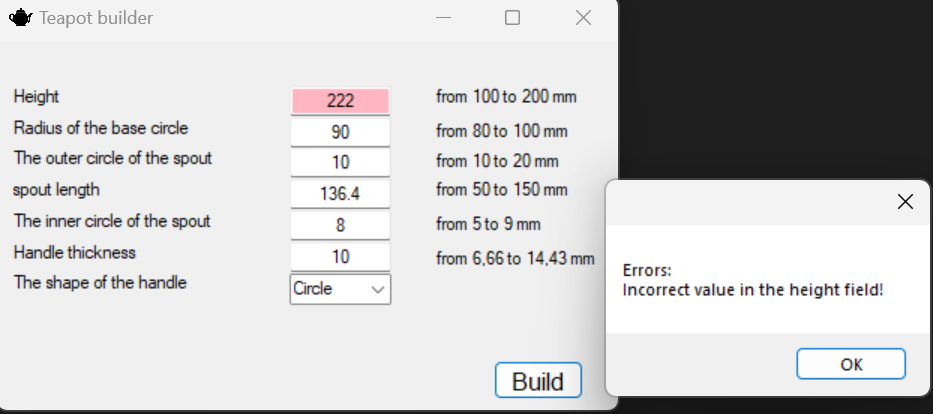 Teapot builder
Height 222 from 100 to 200 mm
Radius of the base circle 90 from 80 to 100 mm
The outer circle of the spout 10 from 10 to 20 mm
spout length 136.4 from 50 to 150 mm
The inner circle of the spout 8 from 5 to 9 mm
Handle thickness 10 from 6,66 to 14,43 mm
The shape of the handle Circle
Build
Errors:
Incorrect value in the height field!
OK